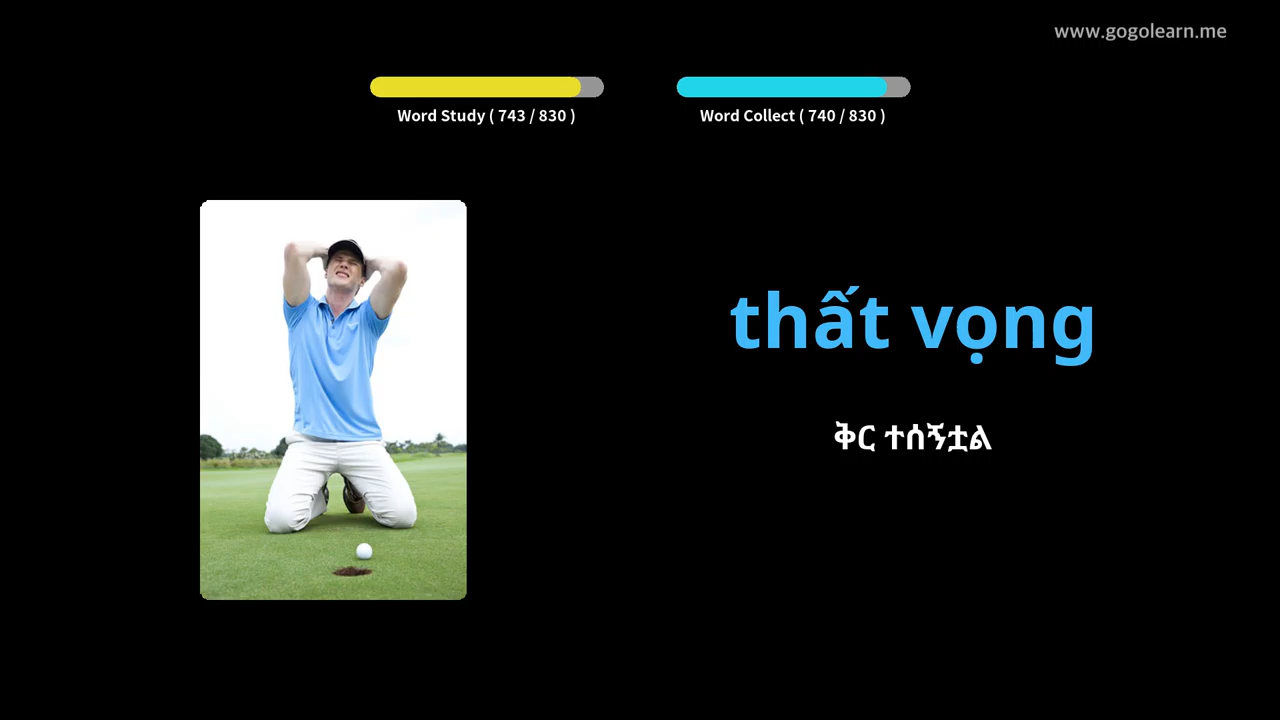 www.gogolearn.me
Word Study ( 743 / 830 )
Word Collect ( 740 / 830 )
thất vọng
ቅር ተሰኝቷል